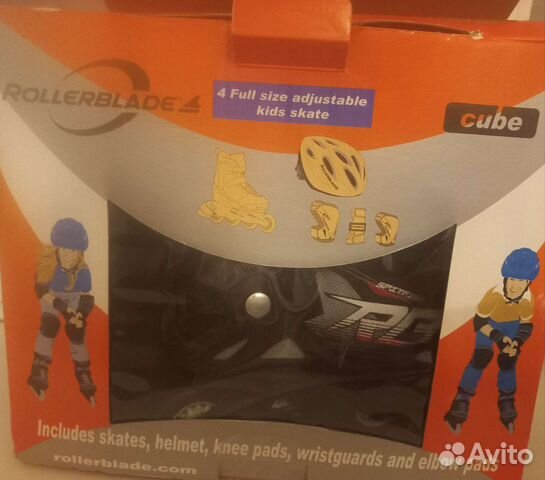 ROLLERBLADE
4 Full size adjustable
kids skate
cube
Includes skates, helmet, knee pads, wristguards and elbow pads
rollerblade.com
Avito